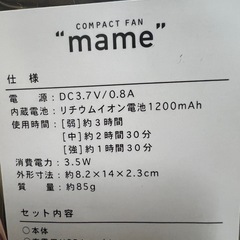 COMPACT FAN
"mame"
仕様
電源：DC3.7V/0.8A
内蔵電池：リチウムイオン電池1200mAh
使用時間：[弱]約3時間
[中]約2時間30分
[強]約1時間30分
消費電力：3.5W
外形寸法：約8.2×14×2.3cm
質量：約85g
セット内容
○本体